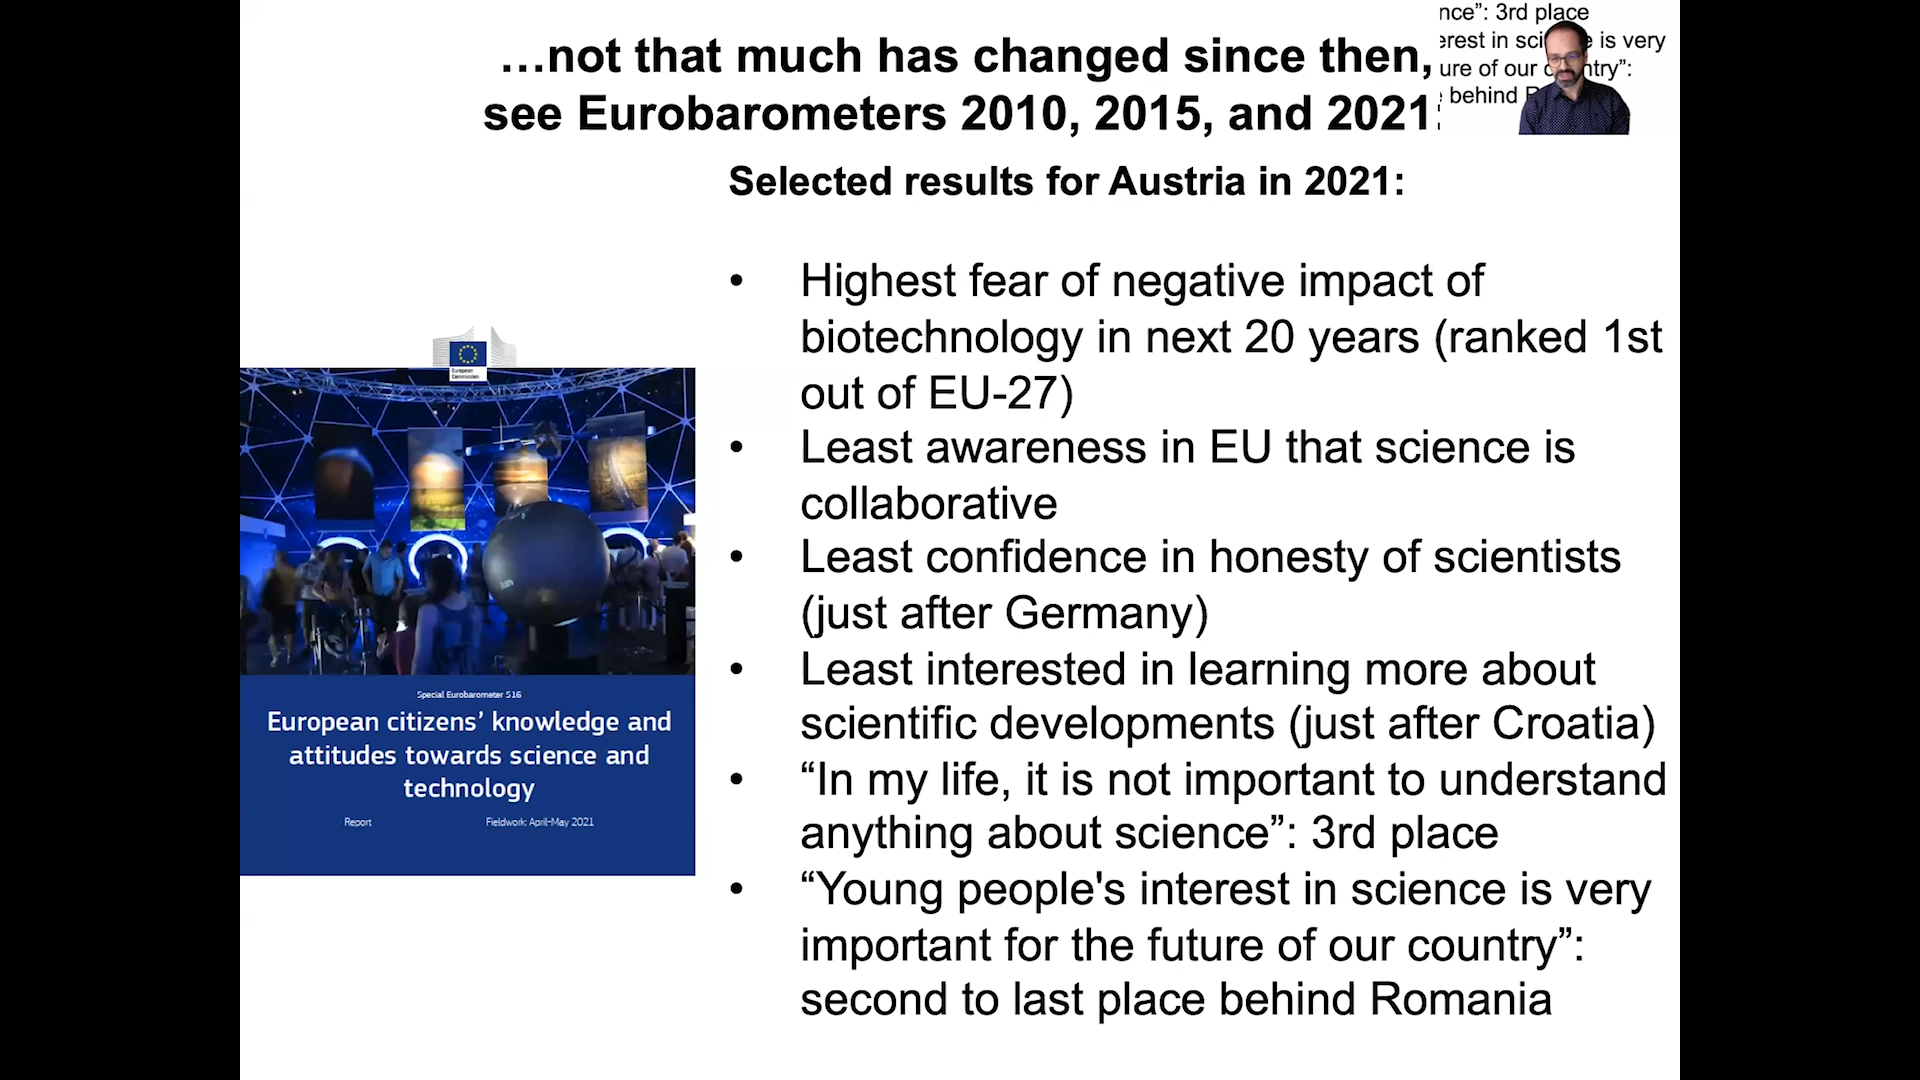 …not that much has changed since then,
see Eurobarometers 2010, 2015, and 2021:
nce”: 3rd place
erest in is very
ure of our
behind
Selected results for Austria in 2021:
• Highest fear of negative impact of
biotechnology in next 20 years (ranked 1st
out of EU-27)
• Least awareness in EU that science is
collaborative
• Least confidence in honesty of scientists
(just after Germany)
• Least interested in learning more about
scientific developments (just after Croatia)
• “In my life, it is not important to understand
anything about science”: 3rd place
• “Young people's interest in science is very
important for the future of our country”:
second to last place behind Romania
European
Commission
Special Eurobarometer 516
European citizens’ knowledge and
attitudes towards science and
technology
Report Fieldwork: April-May 2021